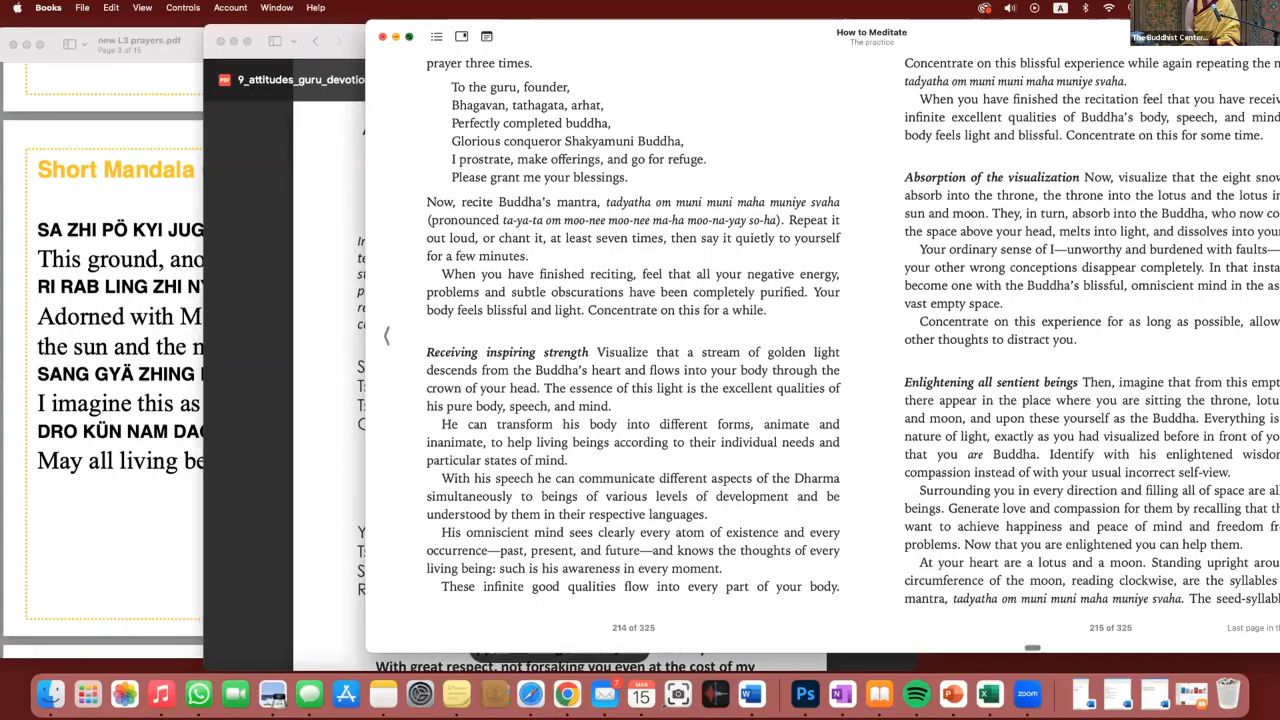 Books File Edit View Go Window Help
new L3 prayers.pdf
Page 3 of 15
Short Mandala
SA ZHI PÖ KYI JUG
This ground, ano
RI RAB LING ZHI N
Adorned with M
the sun and the
SANG GYÄ ZHING
I imagine this as
DRO KÜN NAM DAG
May all living be
PDF
9_attitudes_guru_devotio
How to Meditate
The practice
The Buddhist Center...
prayer three times.
To the guru, founder,
Bhagavan, tathagata, arhat,
Perfectly completed buddha,
Glorious conqueror Shakyamuni Buddha,
I prostrate, make offerings, and go for refuge.
Please grant me your blessings.
Now, recite Buddha's mantra, tadyatha om muni muni maha muniye svaha
(pronounced ta-ya-ta om moo-nee moo-nee ma-ha moo-na-yay so-ha). Repeat it
out loud, or chant it, at least seven times, then say it quietly to yourself
for a few minutes.
When you have finished reciting, feel that all your negative energy,
problems and subtle obscurations have been completely purified. Your
body feels blissful and light. Concentrate on this for a while.
Receiving inspiring strength Visualize that a stream of golden light
descends from the Buddha's heart and flows into your body through the
crown of your head. The essence of this light is the excellent qualities of
his pure body, speech, and mind.
He can transform his body into different forms, animate and
inanimate, to help living beings according to their individual needs and
particular states of mind.
With his speech he can communicate different aspects of the Dharma
simultaneously to beings of various levels of development and be
understood by them in their respective languages.
His omniscient mind sees clearly every atom of existence and every
occurrence—past, present, and future—and knows the thoughts of every
living being: such is his awareness in every moment.
These infinite good qualities flow into every part of your body.
214 of 325
Concentrate on this blissful experience while again repeating the
tadyatha om muni muni maha muniye svaha.
When you have finished the recitation feel that you have receiv
infinite excellent qualities of Buddha's body, speech, and mind
body feels light and blissful. Concentrate on this for some time.
Absorption of the visualization Now, visualize that the eight snow
absorb into the throne, the throne into the lotus and the lotus in
sun and moon. They, in turn, absorb into the Buddha, who now co
the space above your head, melts into light, and dissolves into your
Your ordinary sense of I—unworthy and burdened with faults—
your other wrong conceptions disappear completely. In that insta
become one with the Buddha's blissful, omniscient mind in the as
vast empty space.
Concentrate on this experience for as long as possible, allow
other thoughts to distract you.
Enlightening all sentient beings Then, imagine that from this empt
there appear in the place where you are sitting the throne, lotu
and moon, and upon these yourself as the Buddha. Everything is
nature of light, exactly as you had visualized before in front of yo
that you are Buddha. Identify with his enlightened wisdo
compassion instead of with your usual incorrect self-view.
Surrounding you in every direction and filling all of space are all
beings. Generate love and compassion for them by recalling that th
want to achieve happiness and peace of mind and freedom fr
problems. Now that you are enlightened you can help them.
At your heart are a lotus and a moon. Standing upright arou
circumference of the moon, reading clockwise, are the syllables
mantra, tadyatha om muni muni maha muniye svaha. The seed-syllabl
215 of 325
Last page in th
With great respect, not forsaking you even at the cost of my
7
MAR
15
zoom